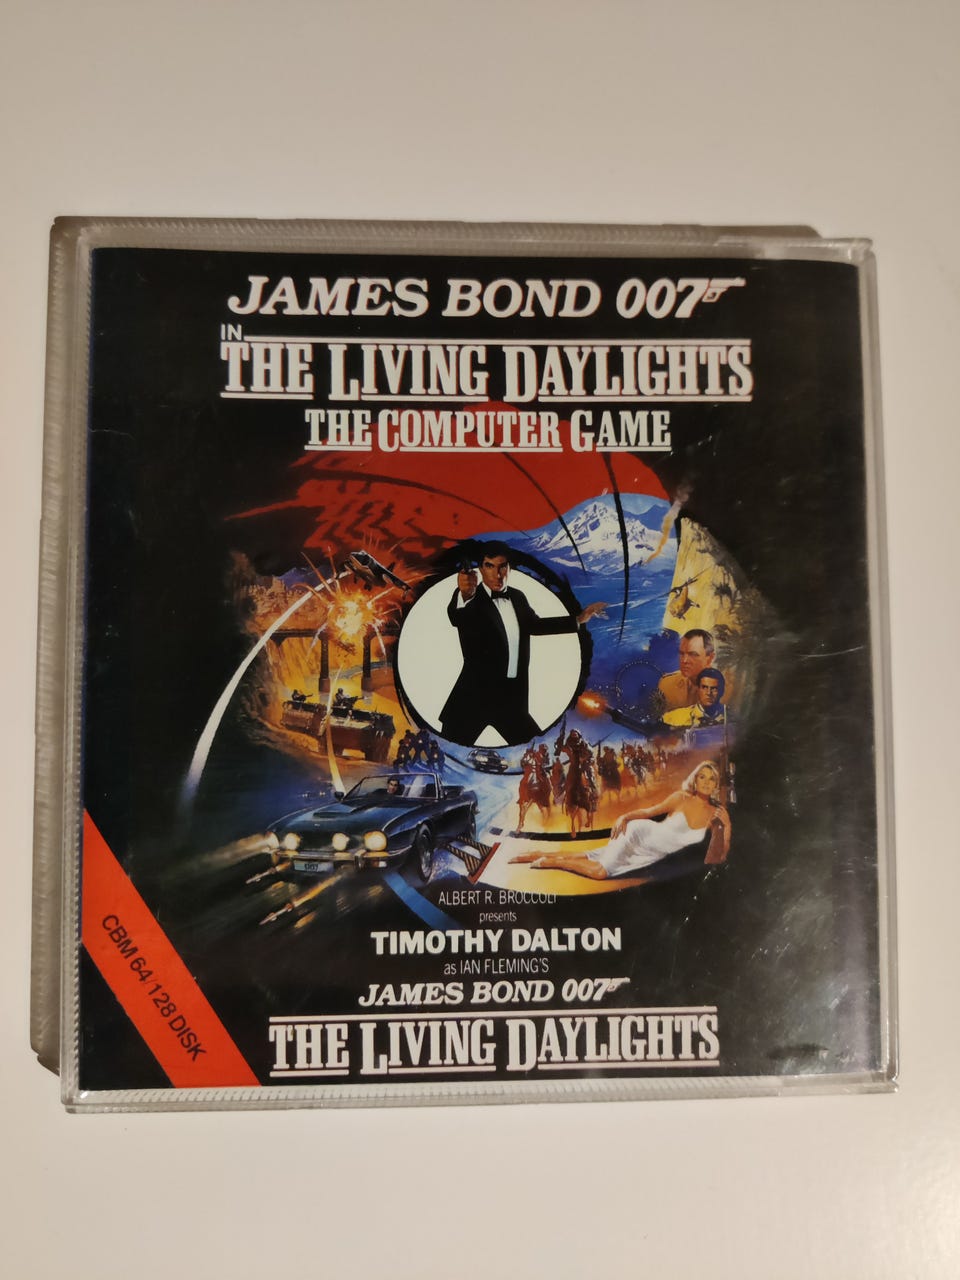 JAMES BOND 007
IN
THE LIVING DAYLIGHTS
THE COMPUTER GAME
ALBERT R. BROCCOLI
presents
TIMOTHY DALTON
as IAN FLEMING'S
JAMES BOND 007
THE LIVING DAYLIGHTS
CBM 64/128 DISK